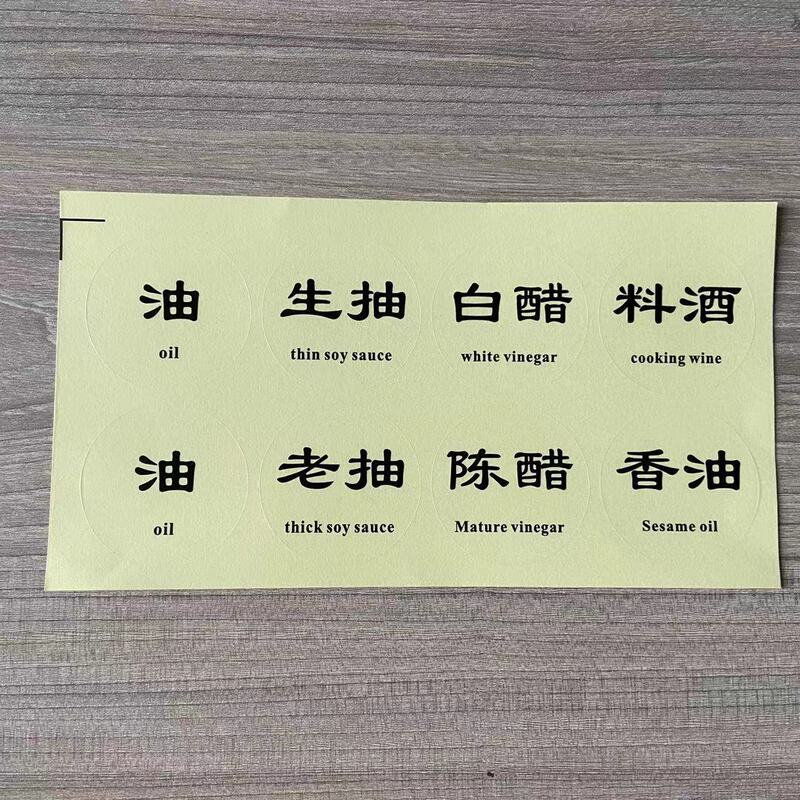 油 生抽 白醋 料酒
oil thin soy sauce white vinegar cooking wine
油 老抽 陈醋 香油
oil thick soy sauce Mature vinegar Sesame oil